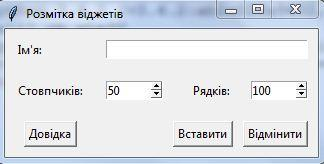 Розмітка віджетів
Ім'я:
Стовпчиків: 50 Рядків: 100
Довідка Вставити Відмінити